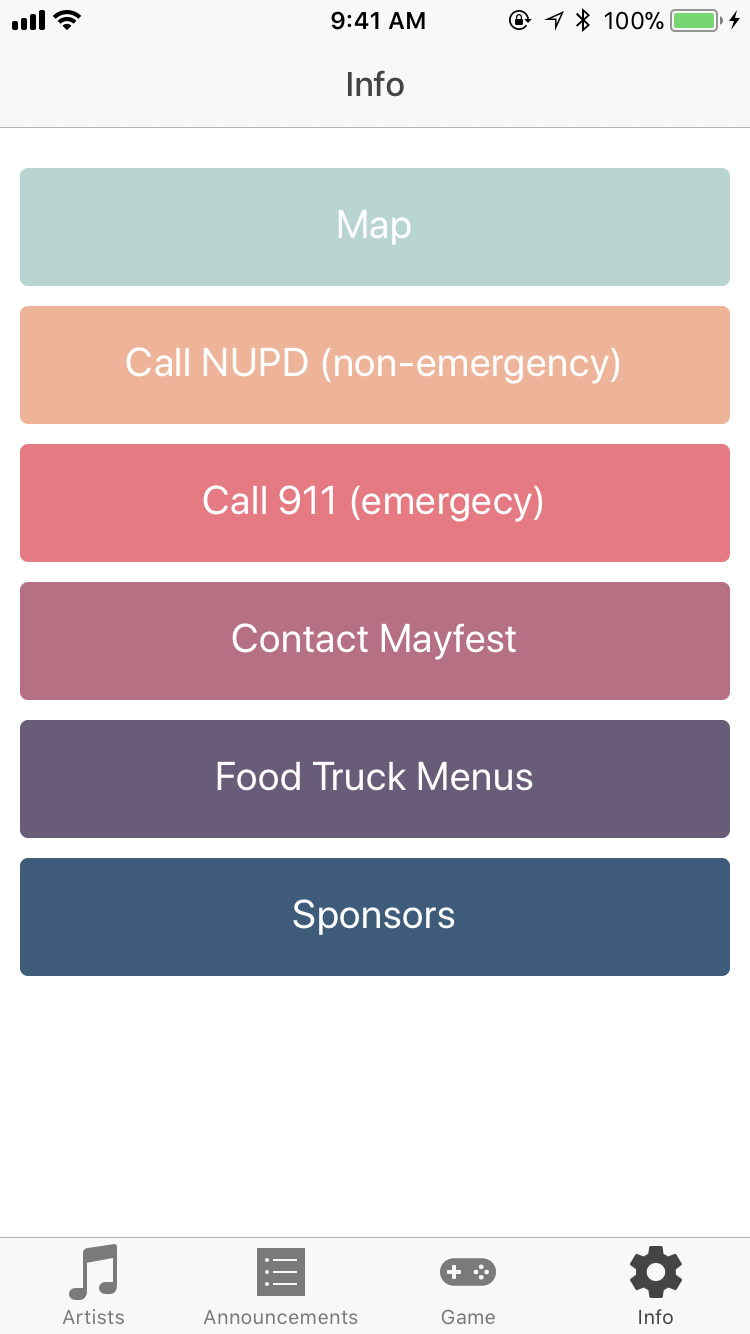 9:41 AM 100%
Info
Map
Call NUPD (non-emergency)
Call 911 (emergecy)
Contact Mayfest
Food Truck Menus
Sponsors
Artists Announcements Game Info